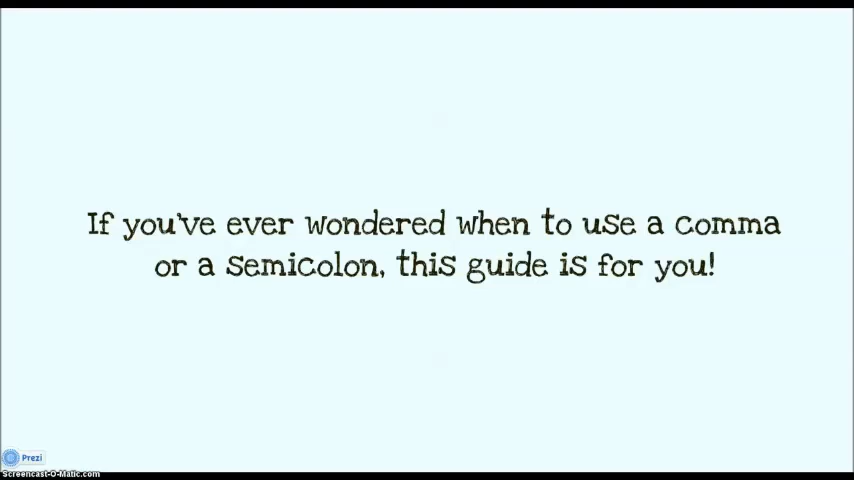 If you've ever wondered when to use a comma
or a semicolon, this guide is for you!
Prezi
Screencast-O-Matic.com